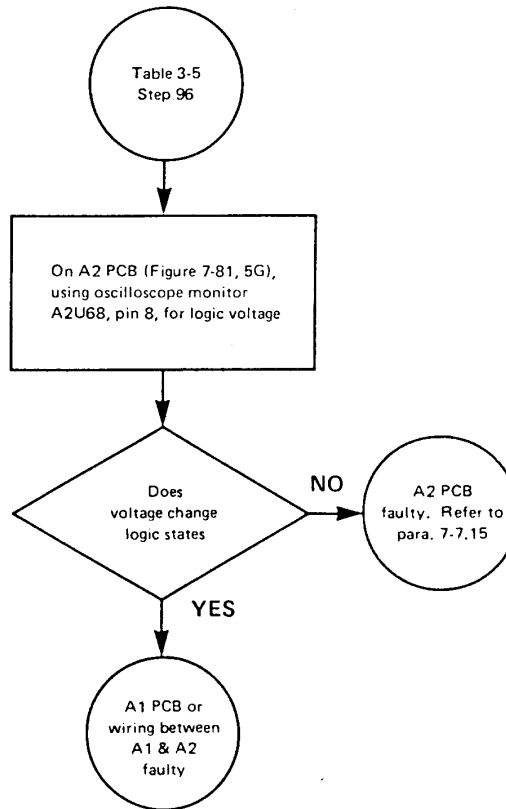 Table 3-5
Step 96
On A2 PCB (Figure 7-81, 5G),
using oscilloscope monitor
A2U68, pin 8, for logic voltage
Does
voltage change
logic states
NO
A2 PCB
faulty. Refer to
para. 7-7.15
YES
A1 PCB or
wiring between
A1 & A2
faulty